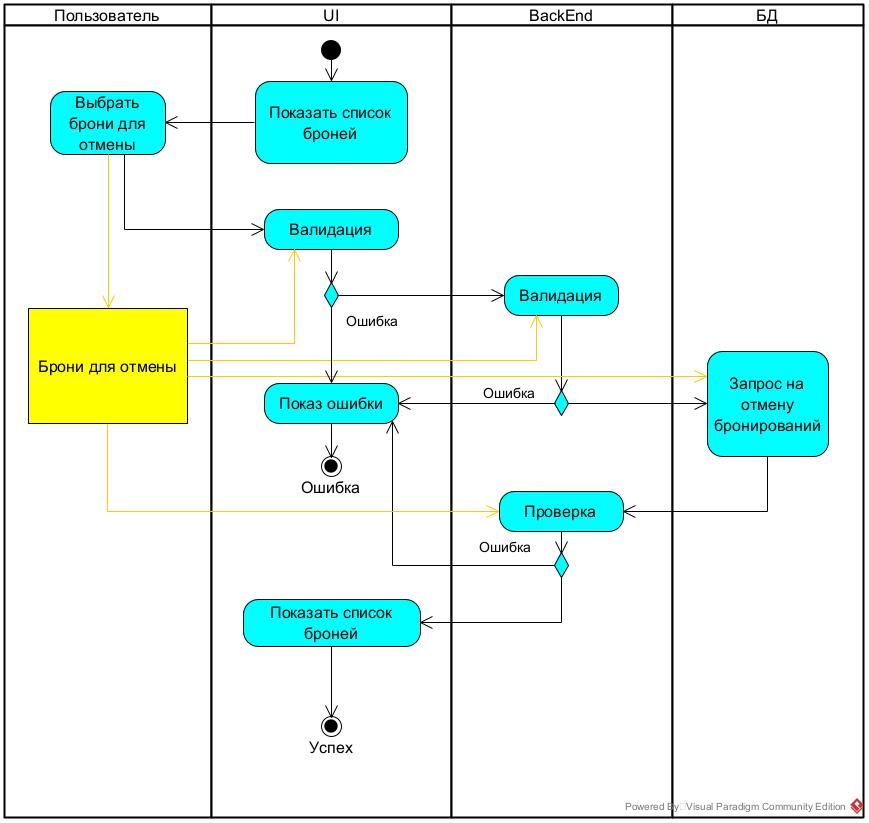 Пользователь
UI
BackEnd
БД
Выбрать
брони для
отмены
Показать список
броней
Валидация
Валидация
Ошибка
Брони для отмены
Показ ошибки
Ошибка
Запрос на
отмену
бронирований
Ошибка
Проверка
Ошибка
Показать список
броней
Успех
Powered By Visual Paradigm Community Edition